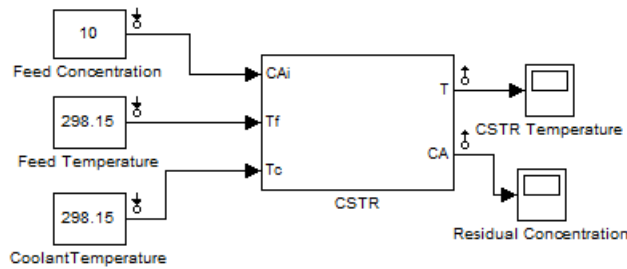 10
Feed Concentration
298.15
Feed Temperature
298.15
CoolantTemperature
CAi
Tf
Tc
T
CA
CSTR
CSTR Temperature
Residual Concentration